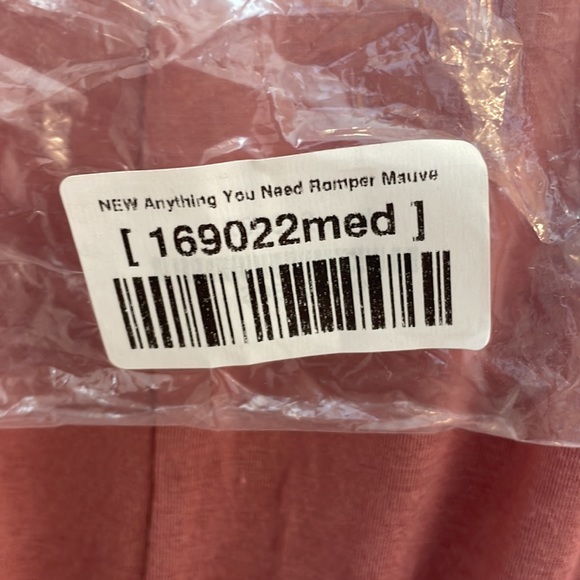 NEW Anything You Need Romper Mauve
[ 169022med ]